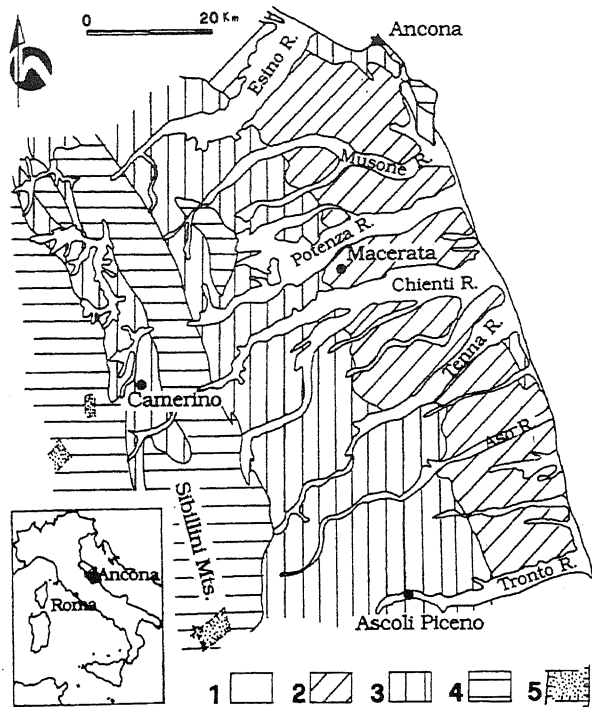 0 20 Km
Ancona
Esino R.
Musone R.
Potenza R.
Macerata
Chienti R.
Tenna R.
Camerino
Aso R.
Sibillini Mts.
Ancona
Roma
Tronto R.
Ascoli Piceno
1 2 3 4 5